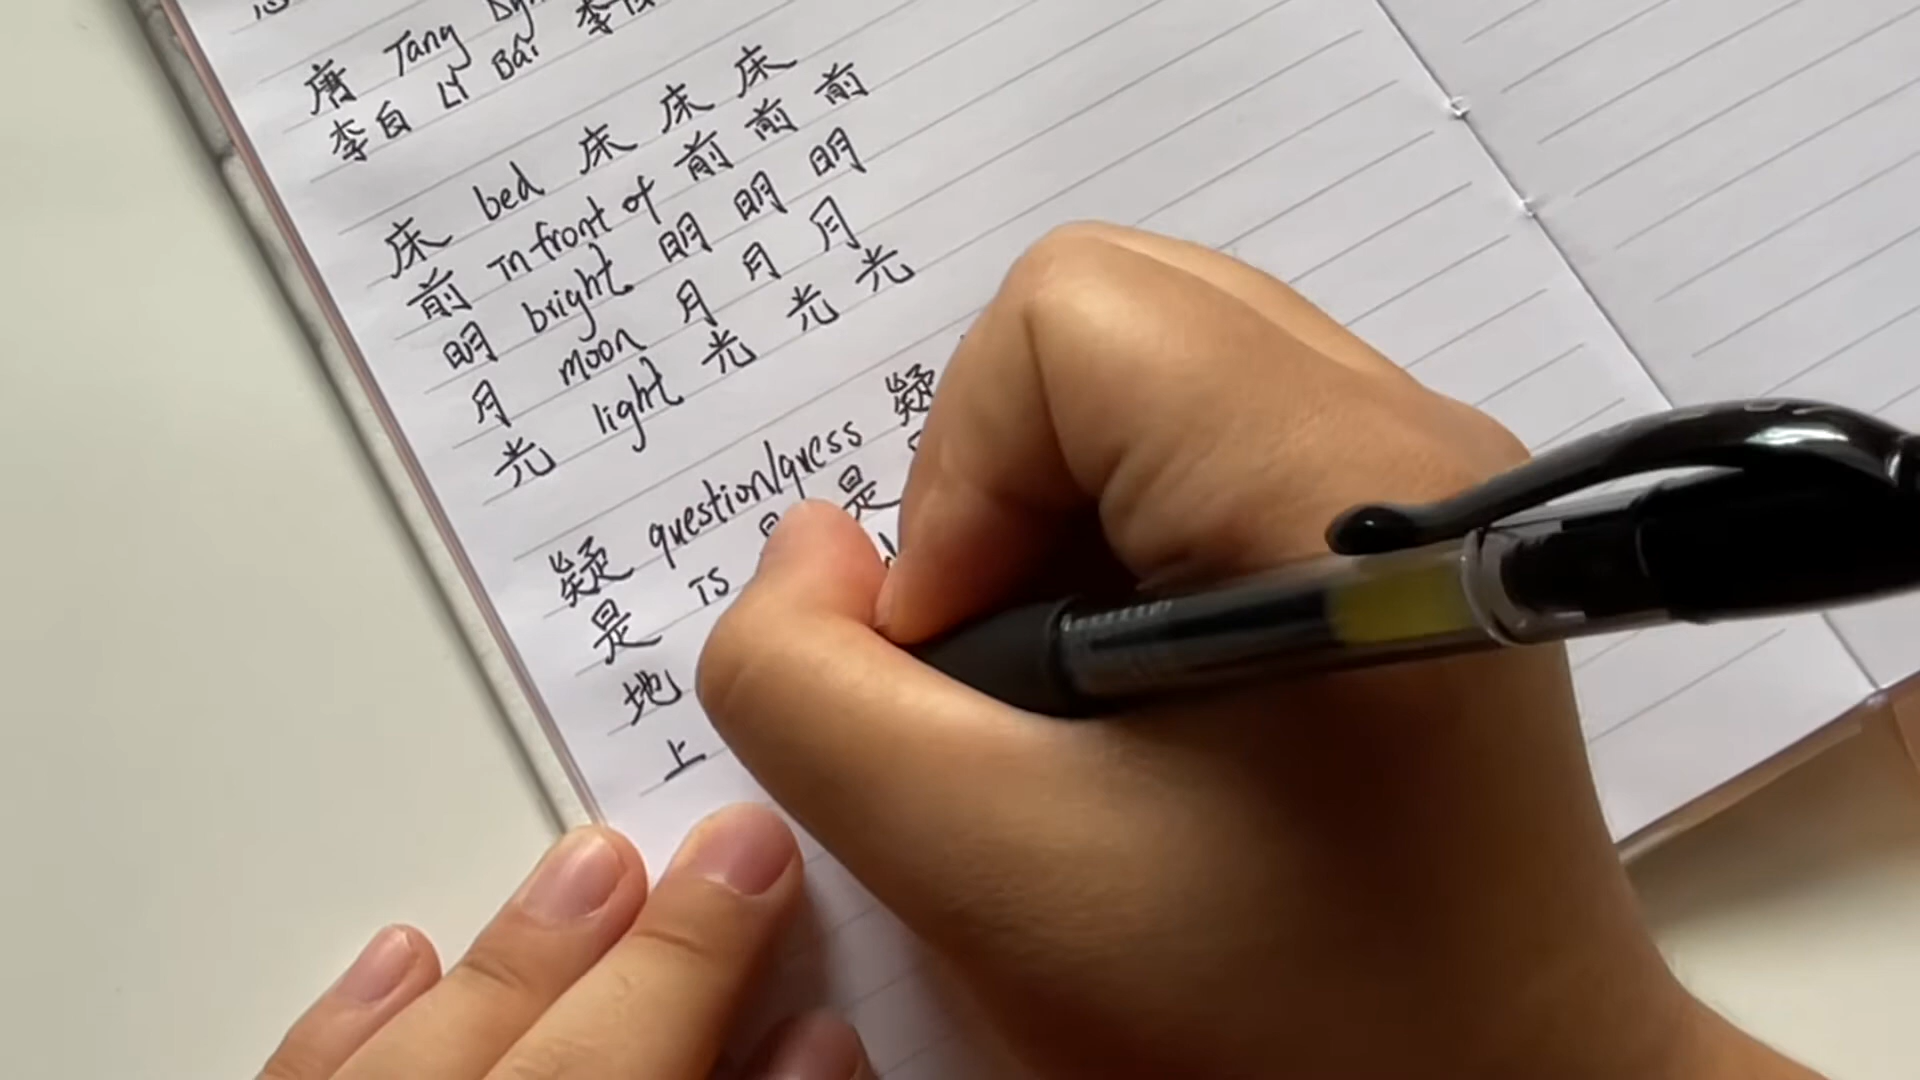 唐 Tang
李白 Lǐ Bái 李
床 bed 床 床 床
前 in front of 前 前 前
明 bright 明 明 明
月 moon 月 月 月
光 light 光 光 光
疑 question/guess 疑
是 is 是
地
上